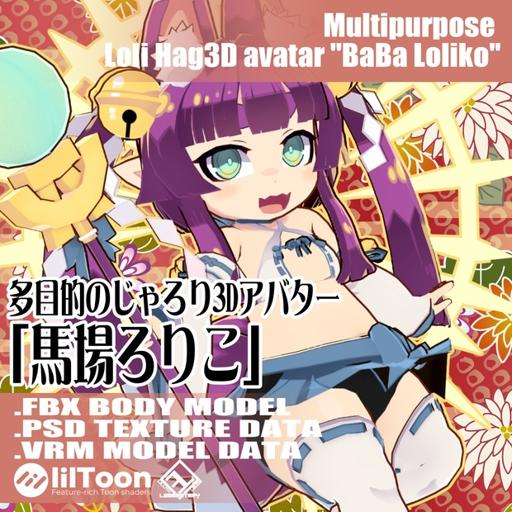 Multipurpose
Loli Hag3D avatar "BaBa Loliko"
多目的のじゃろり3Dアバター
「馬場ろりこ」
.FBX BODY MODEL
.PSD TEXTURE DATA
.VRM MODEL DATA
lilToon
Feature-rich Toon shaders